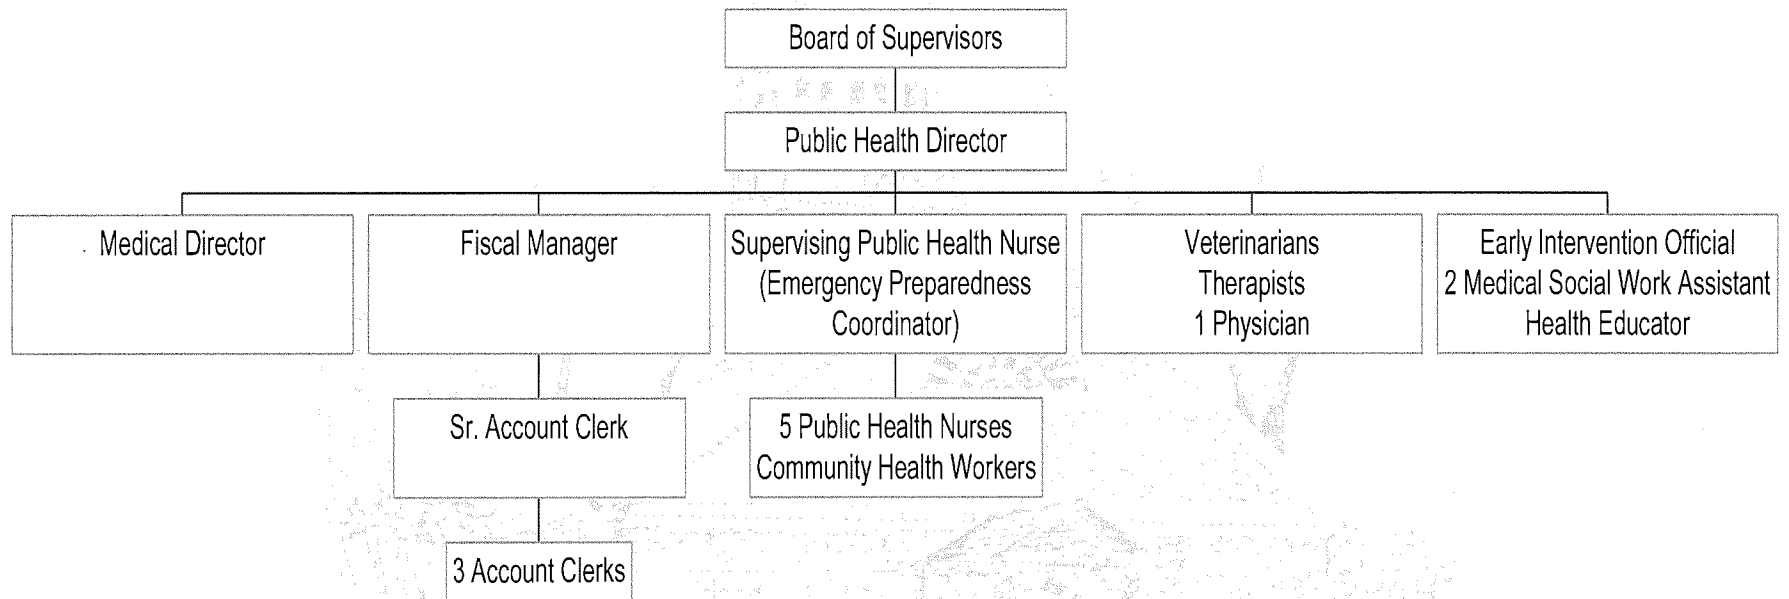 Board of Supervisors
Public Health Director
Medical Director
Fiscal Manager
Supervising Public Health Nurse
(Emergency Preparedness
Coordinator)
Veterinarians
Therapists
1 Physician
Early Intervention Official
2 Medical Social Work Assistant
Health Educator
Sr. Account Clerk
5 Public Health Nurses
Community Health Workers
3 Account Clerks